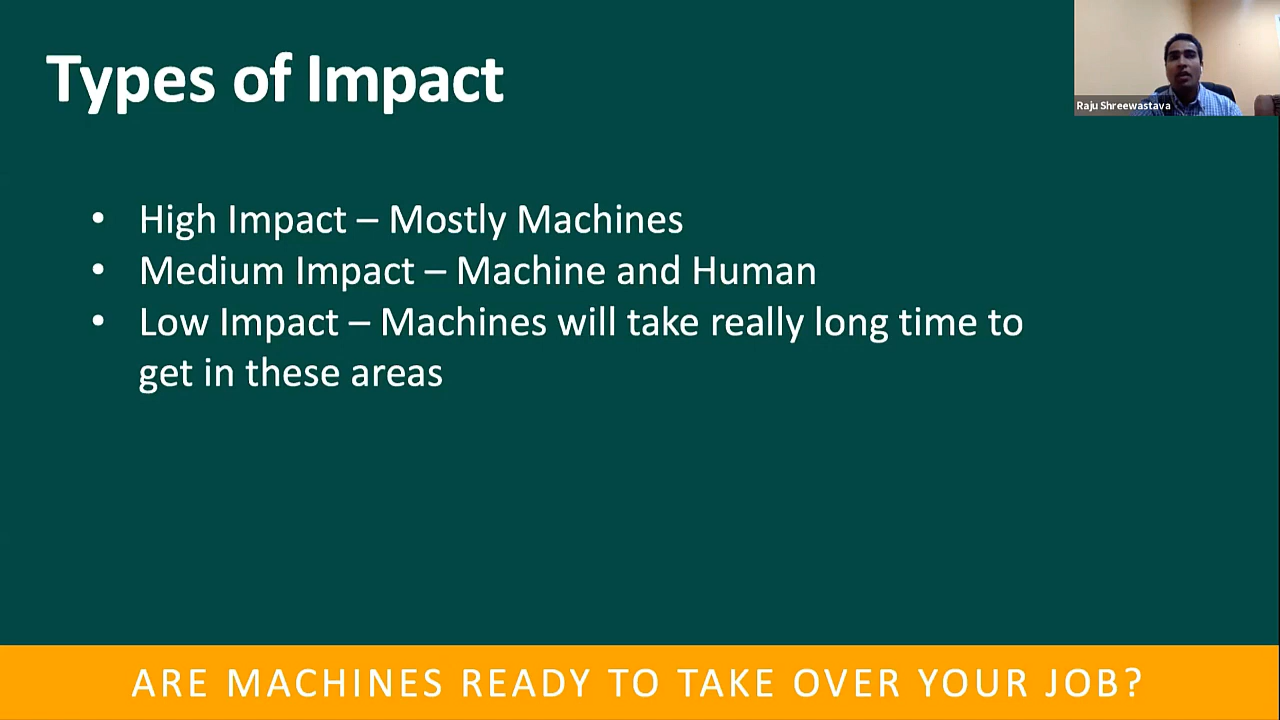 Types of Impact
Raju Shreewastava
• High Impact – Mostly Machines
• Medium Impact – Machine and Human
• Low Impact – Machines will take really long time to
get in these areas
ARE MACHINES READY TO TAKE OVER YOUR JOB?